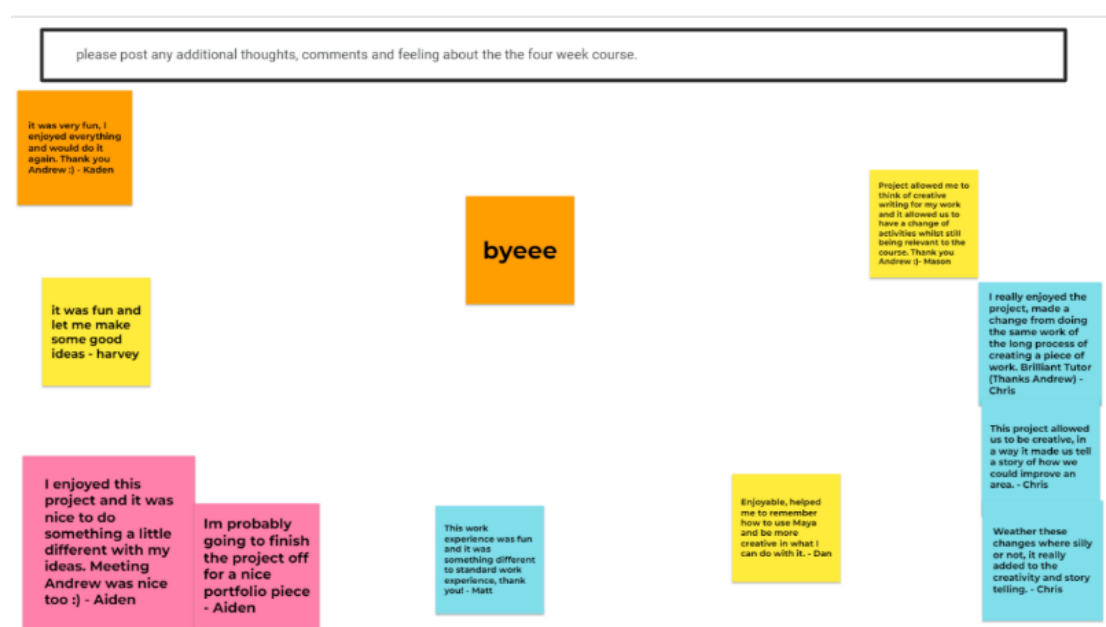 please post any additional thoughts, comments and feeling about the the four week course.
it was very fun, I
enjoyed everything
and would do it
again. Thank you
Andrew :) - Kaden
byeee
Project allowed me to
think of creative
writing for my work
and it allowed us to
have a change of
activities whilst still
being relevant to the
course. Thank you
Andrew :)- Mason
it was fun and
let me make
some good
ideas - harvey
I really enjoyed the
project, made a
change from doing
the same work of
the long process of
creating a piece of
work. Brilliant Tutor
(Thanks Andrew) -
Chris
This project allowed
us to be creative, in
a way it made us tell
a story of how we
could improve an
area. - Chris
Weather these
changes where silly
or not, it really
added to the
creativity and story
telling. - Chris
I enjoyed this
project and it was
nice to do
something a little
different with my
ideas. Meeting
Andrew was nice
too :) - Aiden
Im probably
going to finish
the project off
for a nice
portfolio piece
- Aiden
This work
experience was fun
and it was
something different
to standard work
experience, thank
you! - Matt
Enjoyable, helped
me to remember
how to use Maya
and be more
creative in what I
can do with it. - Dan